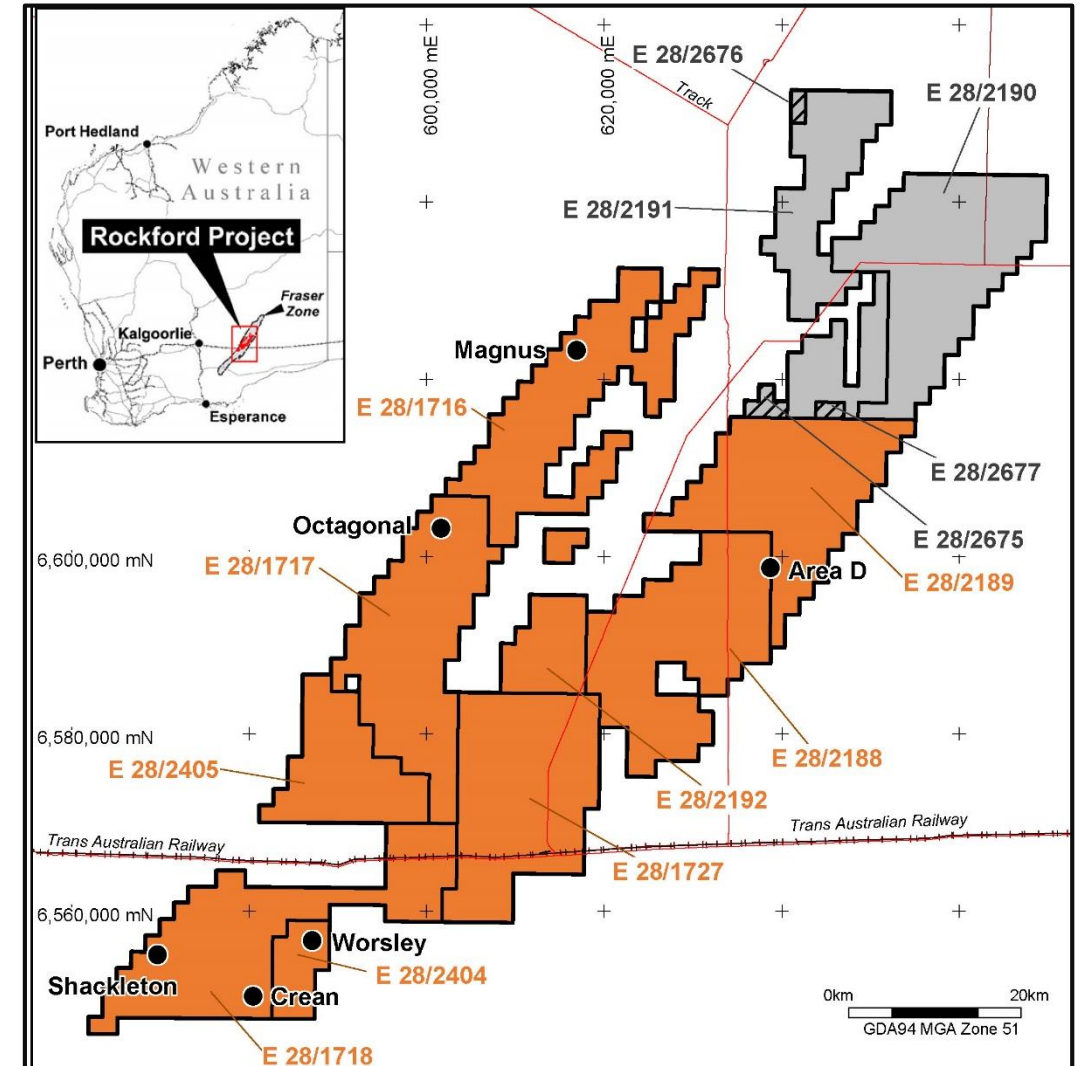 Port Hedland
Western
Australia
Rockford Project
Fraser
Zone
Kalgoorlie
Perth
Esperance
600,000 mE
620,000 mE
Track
E 28/2676
E 28/2190
E 28/2191
Magnus
E 28/1716
E 28/2677
Octagonal
E 28/2675
6,600,000 mN
E 28/1717
Area D
E 28/2189
6,580,000 mN
E 28/2405
E 28/2188
E 28/2192
Trans Australian Railway
Trans Australian Railway
E 28/1727
6,560,000 mN
Worsley
E 28/2404
Shackleton
Crean
0km
20km
GDA94 MGA Zone 51
E 28/1718